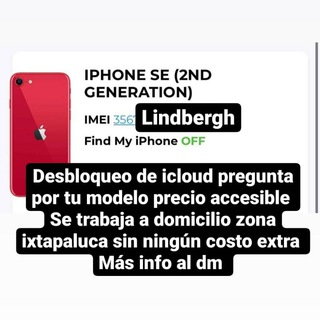 IPHONE SE (2ND
GENERATION)
IMEI 356 Lindbergh
Find My iPhone OFF
Desbloqueo de icloud pregunta
por tu modelo precio accesible
Se trabaja a domicilio zona
ixtapaluca sin ningún costo extra
Más info al dm